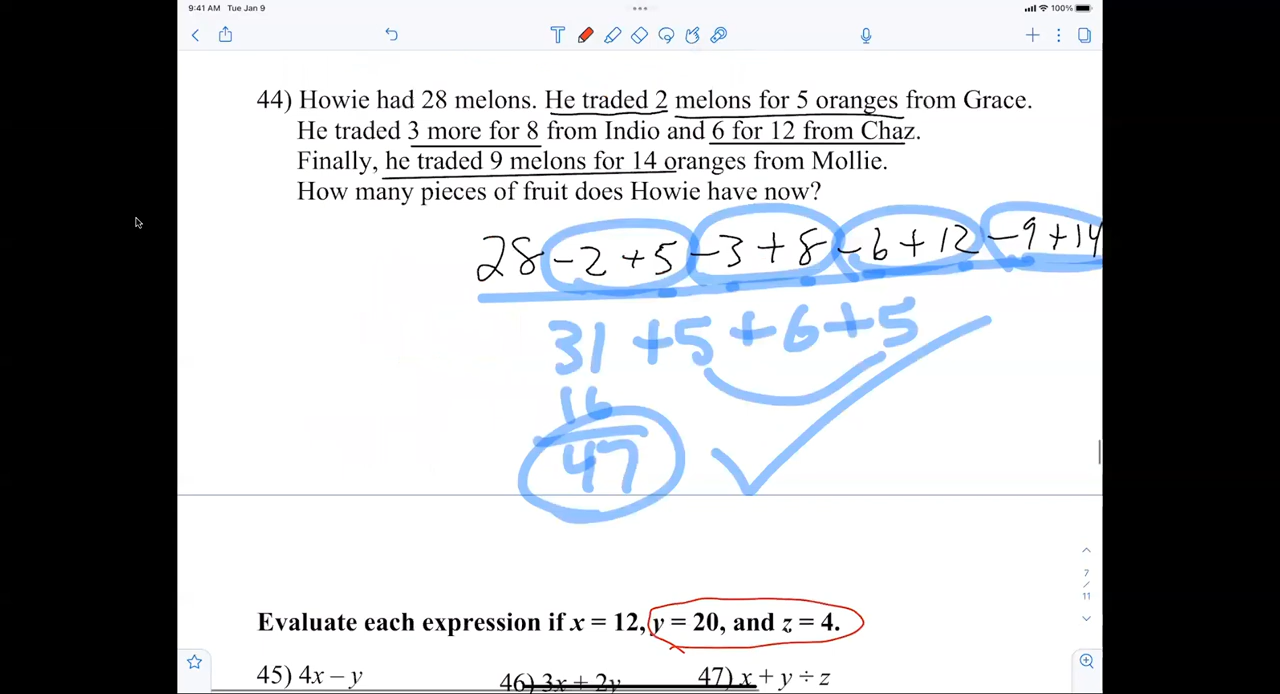 9:41 AM Tue Jan 9
100%
44) Howie had 28 melons. He traded 2 melons for 5 oranges from Grace.
He traded 3 more for 8 from Indio and 6 for 12 from Chaz.
Finally, he traded 9 melons for 14 oranges from Mollie.
How many pieces of fruit does Howie have now?
28 - 2 + 5 - 3 + 8 - 6 + 12 - 9 + 14
31 + 5 + 6 + 5
16
47
7
/
11
Evaluate each expression if x = 12, y = 20, and z = 4.
45) 4x – y 46) 3x + 2y 47) x + y ÷ z